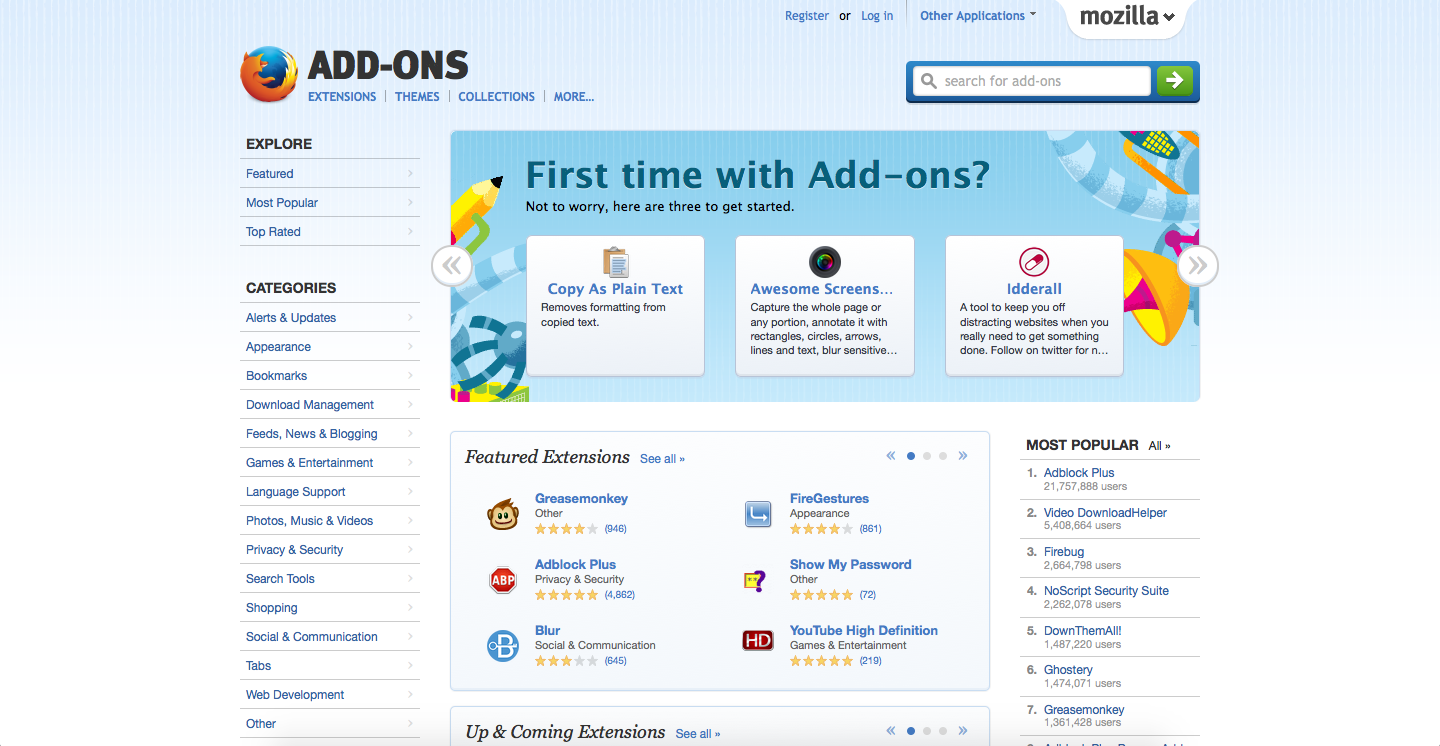 Register or Log in Other Applications mozilla
ADD-ONS
EXTENSIONS THEMES COLLECTIONS MORE...
search for add-ons
EXPLORE
Featured
Most Popular
Top Rated
CATEGORIES
Alerts & Updates
Appearance
Bookmarks
Download Management
Feeds, News & Blogging
Games & Entertainment
Language Support
Photos, Music & Videos
Privacy & Security
Search Tools
Shopping
Social & Communication
Tabs
Web Development
Other
First time with Add-ons?
Not to worry, here are three to get started.
Copy As Plain Text
Removes formatting from
copied text.
Awesome Screens...
Capture the whole page or
any portion, annotate it with
rectangles, circles, arrows,
lines and text, blur sensitive...
Idderall
A tool to keep you off
distracting websites when you
really need to get something
done. Follow on twitter for n...
Featured Extensions See all »
Greasemonkey
Other
(946)
FireGestures
Appearance
(861)
ABP
Adblock Plus
Privacy & Security
(4,862)
Show My Password
Other
(72)
Blur
Social & Communication
(645)
HD
YouTube High Definition
Games & Entertainment
(219)
Up & Coming Extensions See all »
MOST POPULAR All »
1. Adblock Plus
21,757,888 users
2. Video DownloadHelper
5,408,664 users
3. Firebug
2,664,798 users
4. NoScript Security Suite
2,262,078 users
5. DownThemAll!
1,487,220 users
6. Ghostery
1,474,071 users
7. Greasemonkey
1,361,428 users